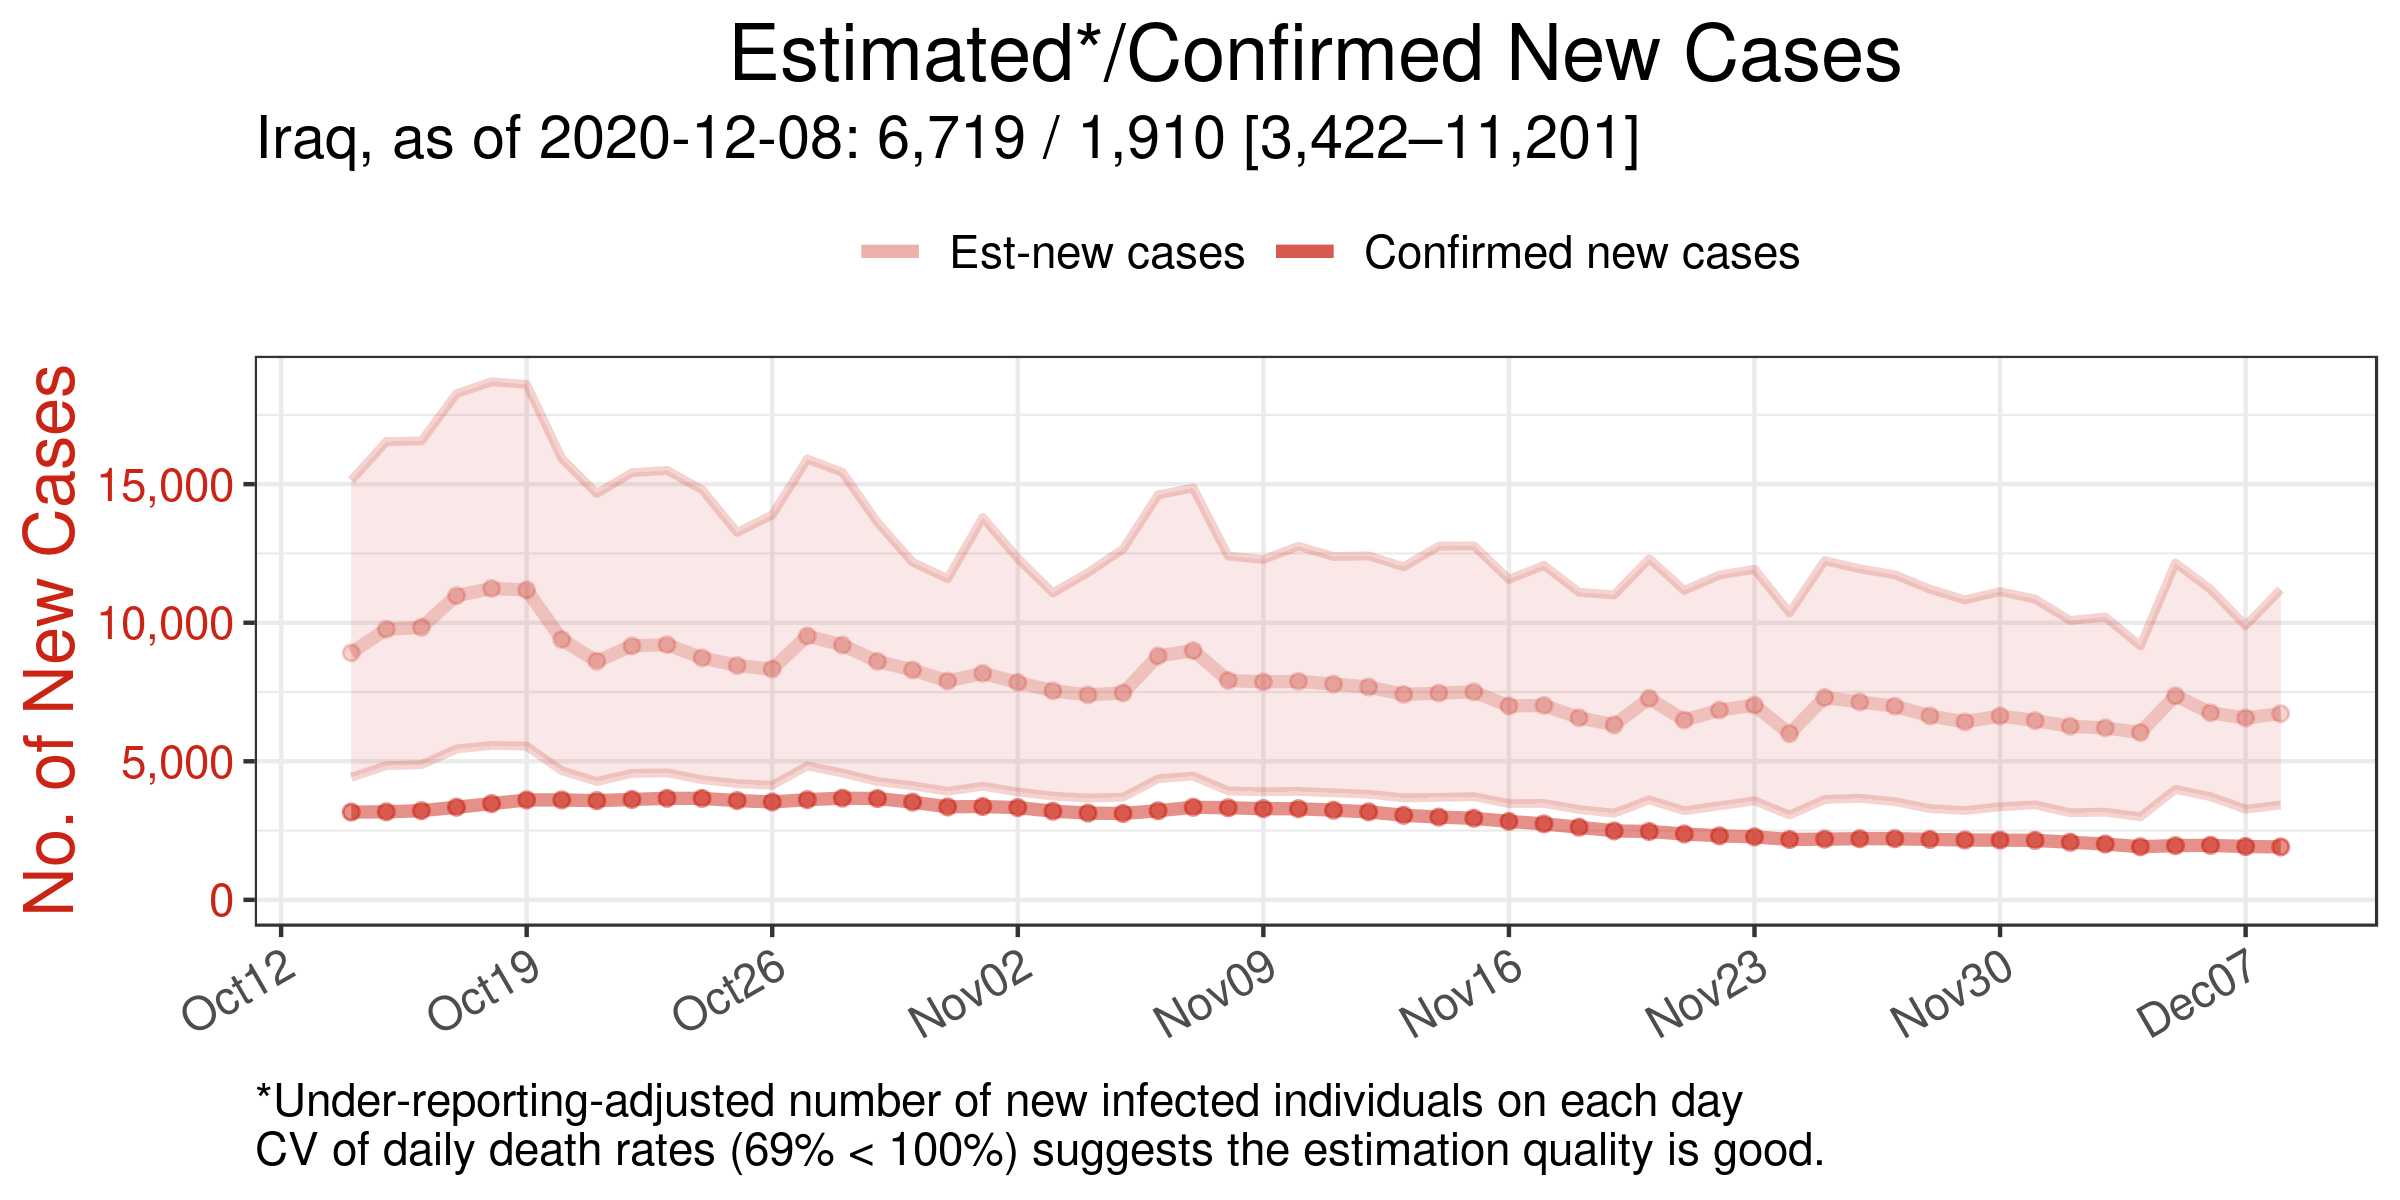 Estimated*/Confirmed New Cases
Iraq, as of 2020-12-08: 6,719 / 1,910 [3,422–11,201]
Est-new cases
Confirmed new cases
No. of New Cases
15,000
10,000
5,000
0
Oct12
Oct19
Oct26
Nov02
Nov09
Nov16
Nov23
Nov30
Dec07
*Under-reporting-adjusted number of new infected individuals on each day
CV of daily death rates (69% < 100%) suggests the estimation quality is good.